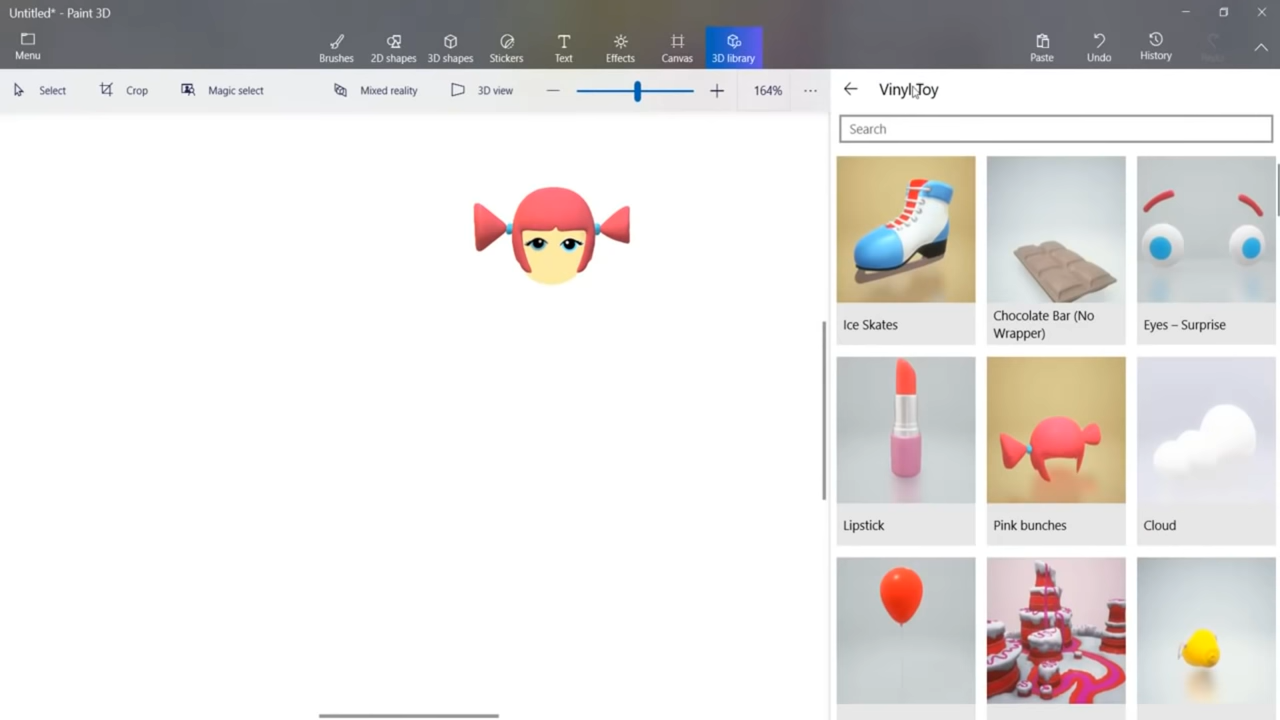 Untitled* - Paint 3D
Menu
Brushes
2D shapes
3D shapes
Stickers
Text
Effects
Canvas
3D library
Paste
Undo
History
Select
Crop
Magic select
Mixed reality
3D view
164%
Vinyl Toy
Search
Ice Skates
Chocolate Bar (No
Wrapper)
Eyes – Surprise
Lipstick
Pink bunches
Cloud